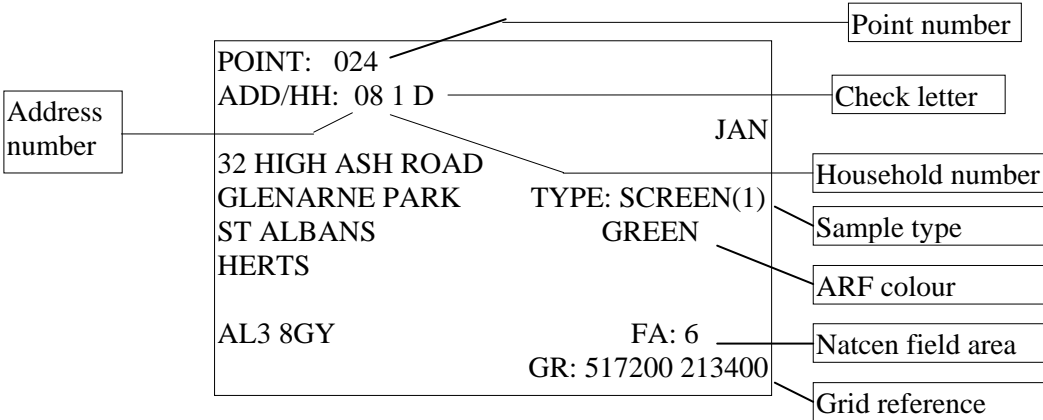 Point number
POINT: 024
ADD/HH: 08 1 D
Check letter
Address
number
JAN
32 HIGH ASH ROAD
Household number
GLENARNE PARK TYPE: SCREEN(1)
Sample type
ST ALBANS GREEN
HERTS
ARF colour
AL3 8GY FA: 6
Natcen field area
GR: 517200 213400
Grid reference